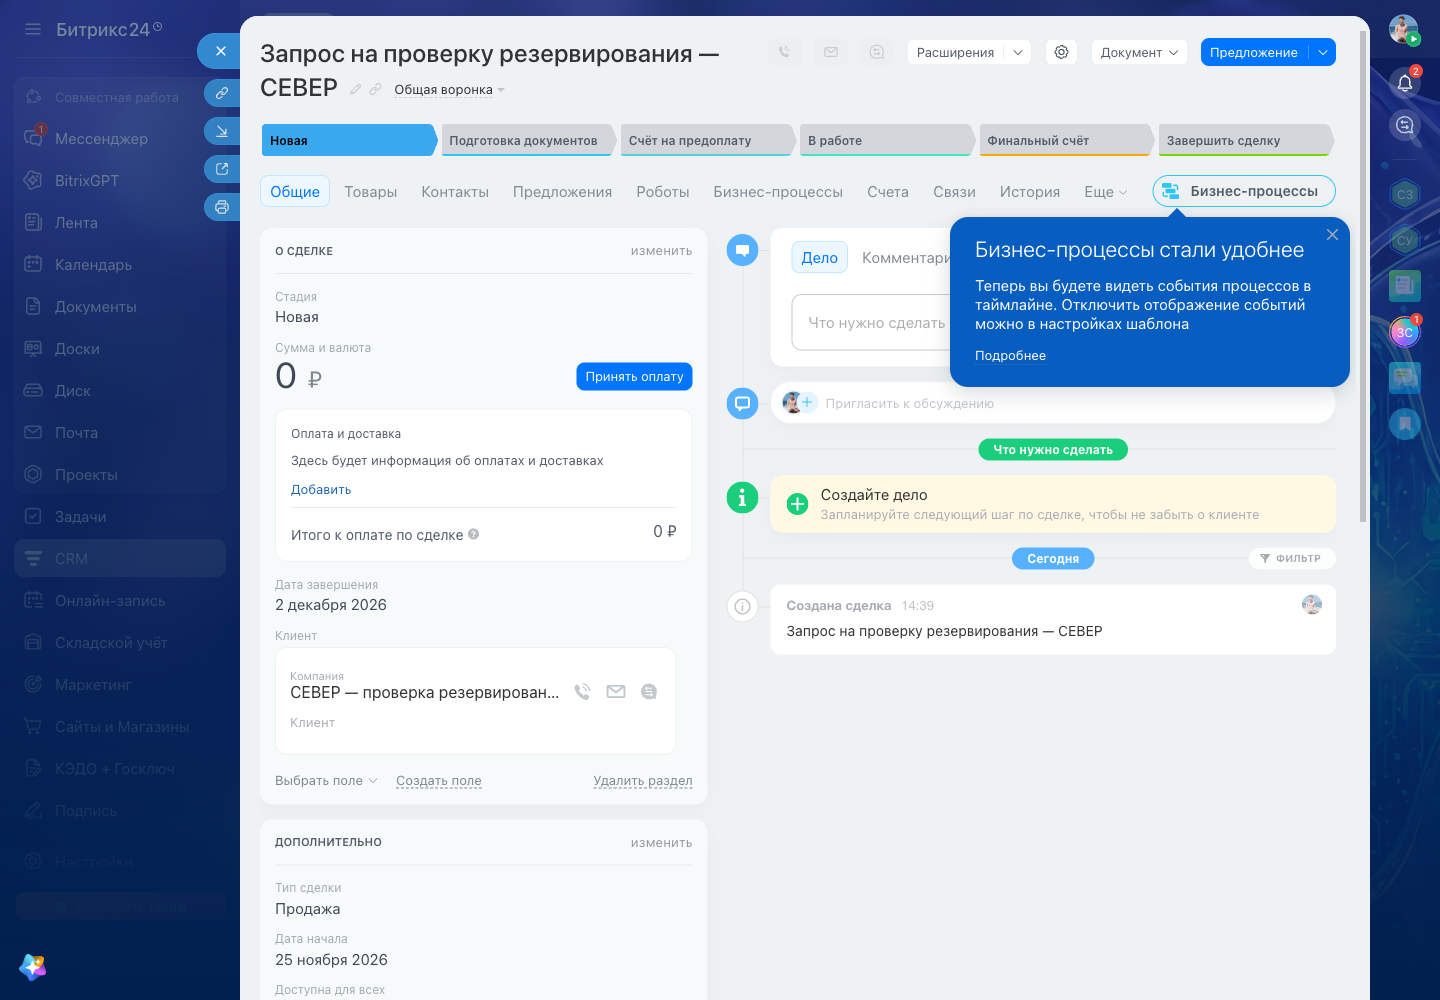 Битрикс24
Совместная работа
1
Мессенджер
BitrixGPT
Лента
Календарь
Документы
Доски
Диск
Почта
Проекты
Задачи
CRM
Онлайн-запись
Складской учёт
Маркетинг
Сайты и Магазины
КЭДО + Госключ
Подпись
Настройки
Запрос на проверку резервирования —
СЕВЕР
Общая воронка
Расширения
Документ
Предложение
Новая
Подготовка документов
Счёт на предоплату
В работе
Финальный счёт
Завершить сделку
Общие
Товары
Контакты
Предложения
Роботы
Бизнес-процессы
Счета
Связи
История
Еще
Бизнес-процессы
О СДЕЛКЕ
изменить
Стадия
Новая
Сумма и валюта
0 ₽
Принять оплату
Оплата и доставка
Здесь будет информация об оплатах и доставках
Добавить
Итого к оплате по сделке ?
0 ₽
Дата завершения
2 декабря 2026
Клиент
Компания
СЕВЕР — проверка резервирован...
Клиент
Выбрать поле
Создать поле
Удалить раздел
ДОПОЛНИТЕЛЬНО
изменить
Тип сделки
Продажа
Дата начала
25 ноября 2026
Доступна для всех
Дело
Комментари
Что нужно сделать
Бизнес-процессы стали удобнее
Теперь вы будете видеть события процессов в
таймлайне. Отключить отображение событий
можно в настройках шаблона
Подробнее
Пригласить к обсуждению
Что нужно сделать
Создайте дело
Запланируйте следующий шаг по сделке, чтобы не забыть о клиенте
Сегодня
ФИЛЬТР
Создана сделка 14:39
Запрос на проверку резервирования — СЕВЕР
2
СЗ
СУ
1
ЗС